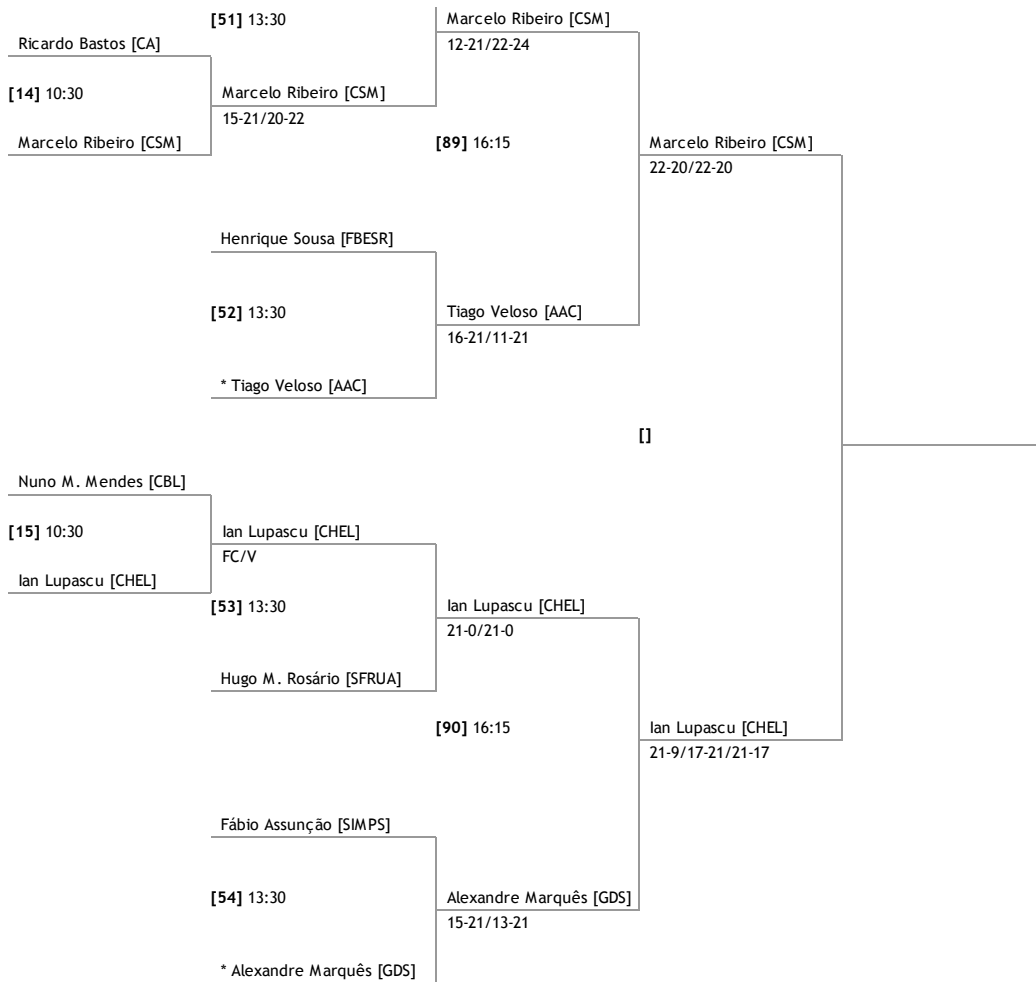 [51] 13:30
Marcelo Ribeiro [CSM]
12-21/22-24
Ricardo Bastos [CA]
[14] 10:30
Marcelo Ribeiro [CSM]
15-21/20-22
Marcelo Ribeiro [CSM]
[89] 16:15
Marcelo Ribeiro [CSM]
22-20/22-20
Henrique Sousa [FBESR]
[52] 13:30
Tiago Veloso [AAC]
16-21/11-21
* Tiago Veloso [AAC]
[]
Nuno M. Mendes [CBL]
[15] 10:30
Ian Lupascu [CHEL]
FC/V
Ian Lupascu [CHEL]
[53] 13:30
Ian Lupascu [CHEL]
21-0/21-0
Hugo M. Rosário [SFRUA]
[90] 16:15
Ian Lupascu [CHEL]
21-9/17-21/21-17
Fábio Assunção [SIMPS]
[54] 13:30
Alexandre Marquês [GDS]
15-21/13-21
* Alexandre Marquês [GDS]